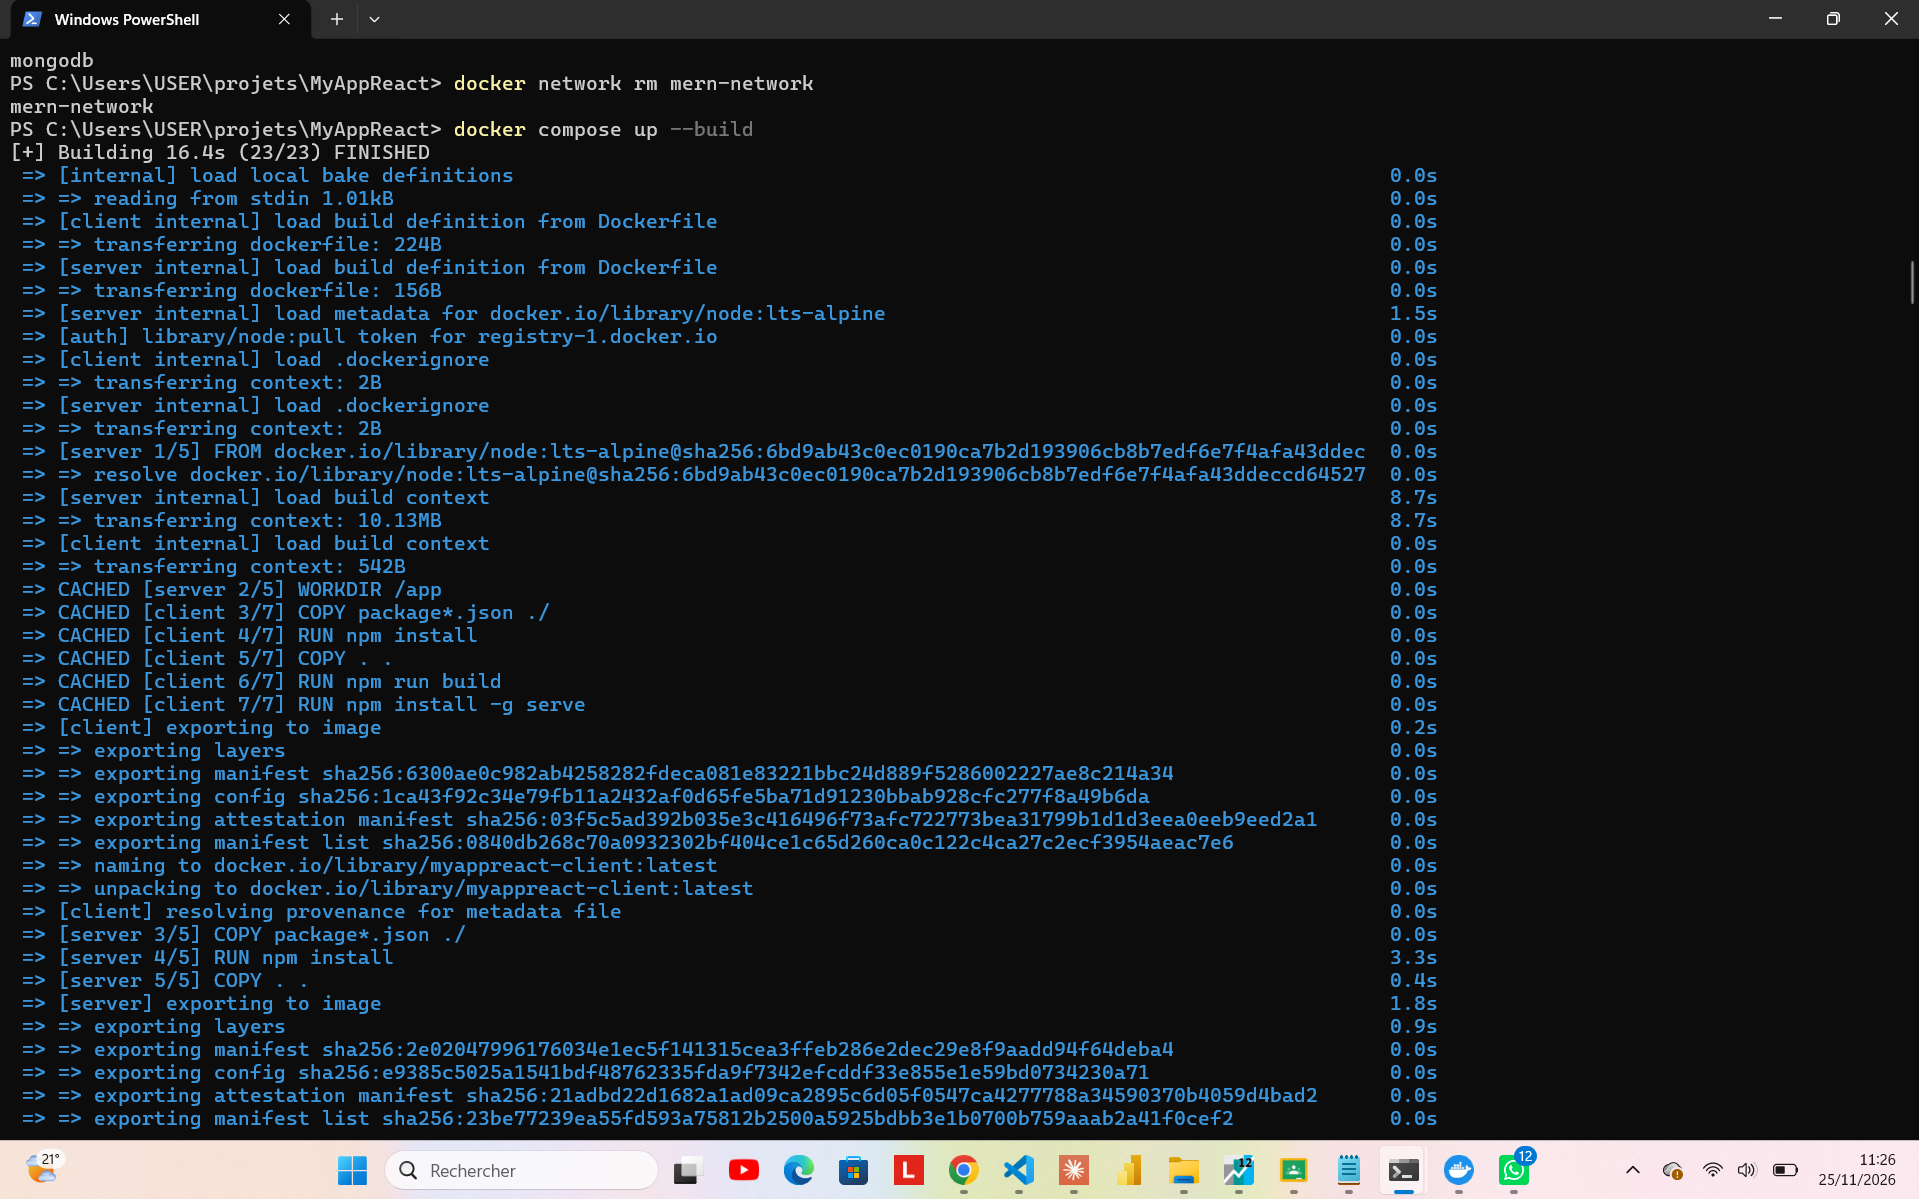 Windows PowerShell
mongodb
PS C:\Users\USER\projets\MyAppReact> docker network rm mern-network
mern-network
PS C:\Users\USER\projets\MyAppReact> docker compose up --build
[+] Building 16.4s (23/23) FINISHED
=> [internal] load local bake definitions 0.0s
=> => reading from stdin 1.01kB 0.0s
=> [client internal] load build definition from Dockerfile 0.0s
=> => transferring dockerfile: 224B 0.0s
=> [server internal] load build definition from Dockerfile 0.0s
=> => transferring dockerfile: 156B 0.0s
=> [server internal] load metadata for docker.io/library/node:lts-alpine 1.5s
=> [auth] library/node:pull token for registry-1.docker.io 0.0s
=> [client internal] load .dockerignore 0.0s
=> => transferring context: 2B 0.0s
=> [server internal] load .dockerignore 0.0s
=> => transferring context: 2B 0.0s
=> [server 1/5] FROM docker.io/library/node:lts-alpine@sha256:6bd9ab43c0ec0190ca7b2d193906cb8b7edf6e7f4afa43ddec 0.0s
=> => resolve docker.io/library/node:lts-alpine@sha256:6bd9ab43c0ec0190ca7b2d193906cb8b7edf6e7f4afa43ddeccd64527 0.0s
=> [server internal] load build context 8.7s
=> => transferring context: 10.13MB 8.7s
=> [client internal] load build context 0.0s
=> => transferring context: 542B 0.0s
=> CACHED [server 2/5] WORKDIR /app 0.0s
=> CACHED [client 3/7] COPY package*.json ./ 0.0s
=> CACHED [client 4/7] RUN npm install 0.0s
=> CACHED [client 5/7] COPY . . 0.0s
=> CACHED [client 6/7] RUN npm run build 0.0s
=> CACHED [client 7/7] RUN npm install -g serve 0.0s
=> [client] exporting to image 0.2s
=> => exporting layers 0.0s
=> => exporting manifest sha256:6300ae0c982ab4258282fdeca081e83221bbc24d889f5286002227ae8c214a34 0.0s
=> => exporting config sha256:1ca43f92c34e79fb11a2432af0d65fe5ba71d91230bbab928cfc277f8a49b6da 0.0s
=> => exporting attestation manifest sha256:03f5c5ad392b035e3c416496f73afc722773bea31799b1d1d3eea0eeb9eed2a1 0.0s
=> => exporting manifest list sha256:0840db268c70a0932302bf404ce1c65d260ca0c122c4ca27c2ecf3954aeac7e6 0.0s
=> => naming to docker.io/library/myappreact-client:latest 0.0s
=> => unpacking to docker.io/library/myappreact-client:latest 0.0s
=> [client] resolving provenance for metadata file 0.0s
=> [server 3/5] COPY package*.json ./ 0.0s
=> [server 4/5] RUN npm install 3.3s
=> [server 5/5] COPY . . 0.4s
=> [server] exporting to image 1.8s
=> => exporting layers 0.9s
=> => exporting manifest sha256:2e02047996176034e1ec5f141315cea3ffeb286e2dec29e8f9aadd94f64deba4 0.0s
=> => exporting config sha256:e9385c5025a1541bdf48762335fda9f7342efcddf33e855e1e59bd0734230a71 0.0s
=> => exporting attestation manifest sha256:21adbd22d1682a1ad09ca2895c6d05f0547ca4277788a34590370b4059d4bad2 0.0s
=> => exporting manifest list sha256:23be77239ea55fd593a75812b2500a5925bdbb3e1b0700b759aaab2a41f0cef2 0.0s
21°
Rechercher
L
12
12
11:26
25/11/2026